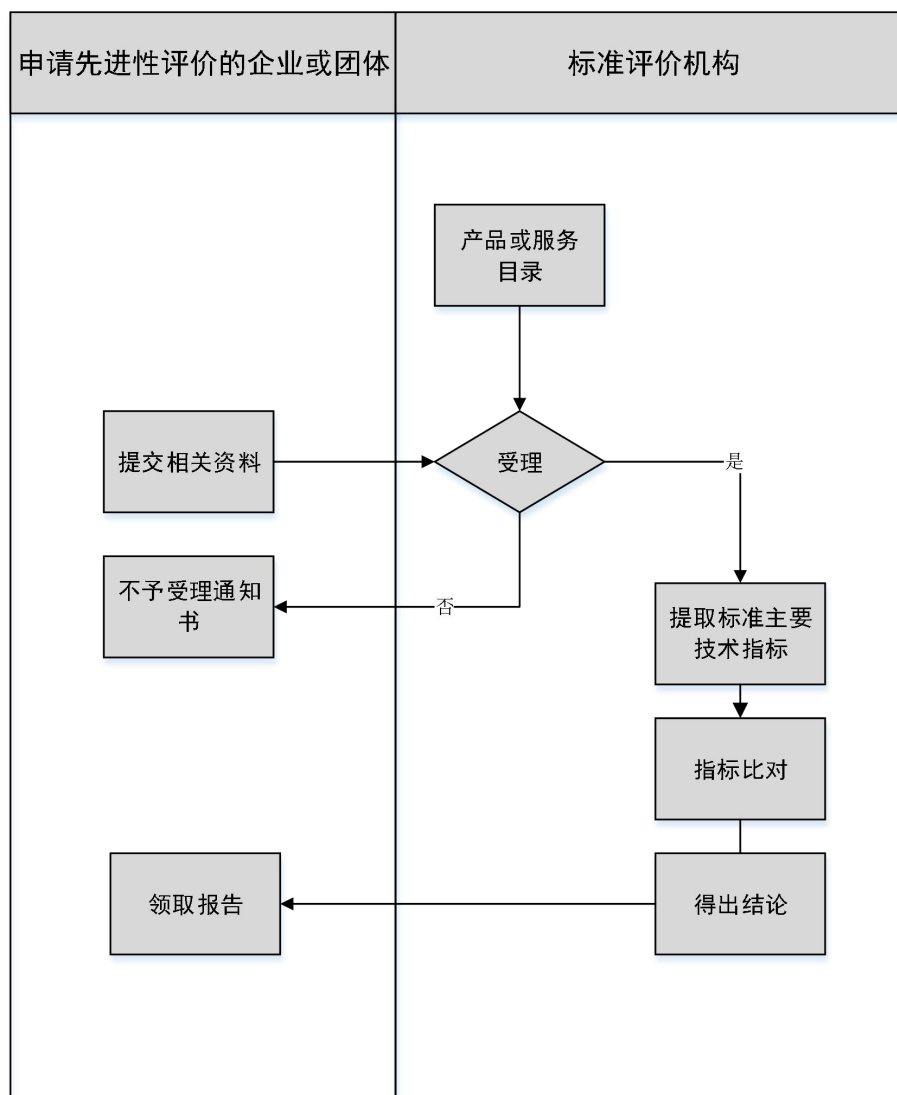 申请先进性评价的企业或团体
标准评价机构
产品或服务
目录
提交相关资料
受理
是
不予受理通知
书
否
提取标准主要
技术指标
指标比对
领取报告
得出结论